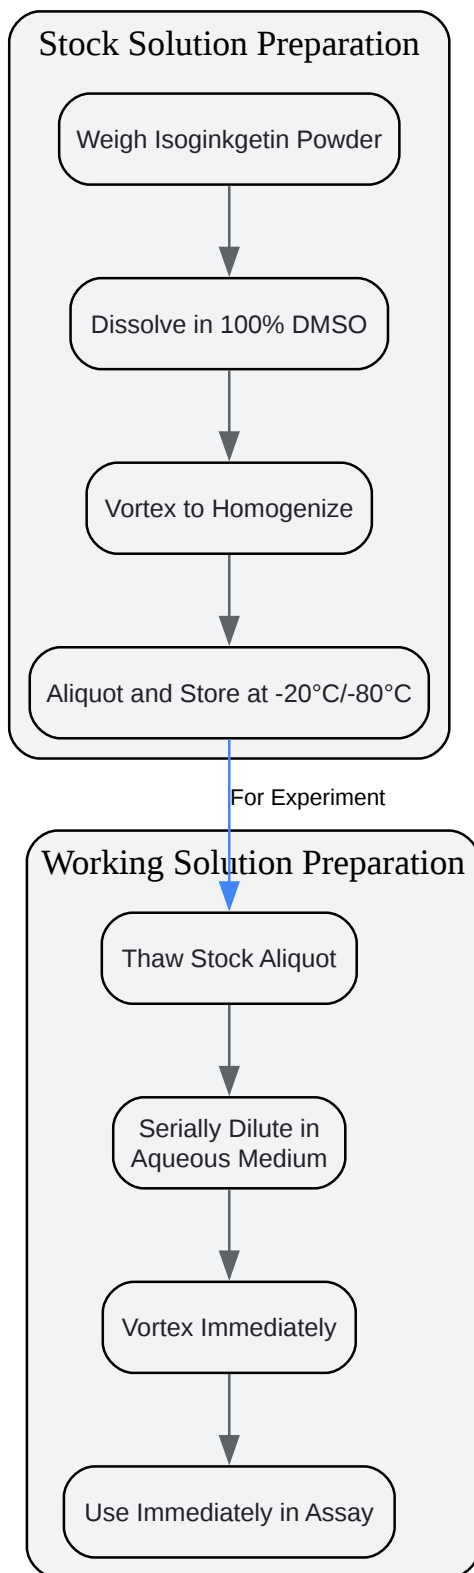 Stock Solution Preparation
Weigh Isoginkgetin Powder
Dissolve in 100% DMSO
Vortex to Homogenize
Aliquot and Store at -20°C/-80°C
For Experiment
Working Solution Preparation
Thaw Stock Aliquot
Serially Dilute in
Aqueous Medium
Vortex Immediately
Use Immediately in Assay